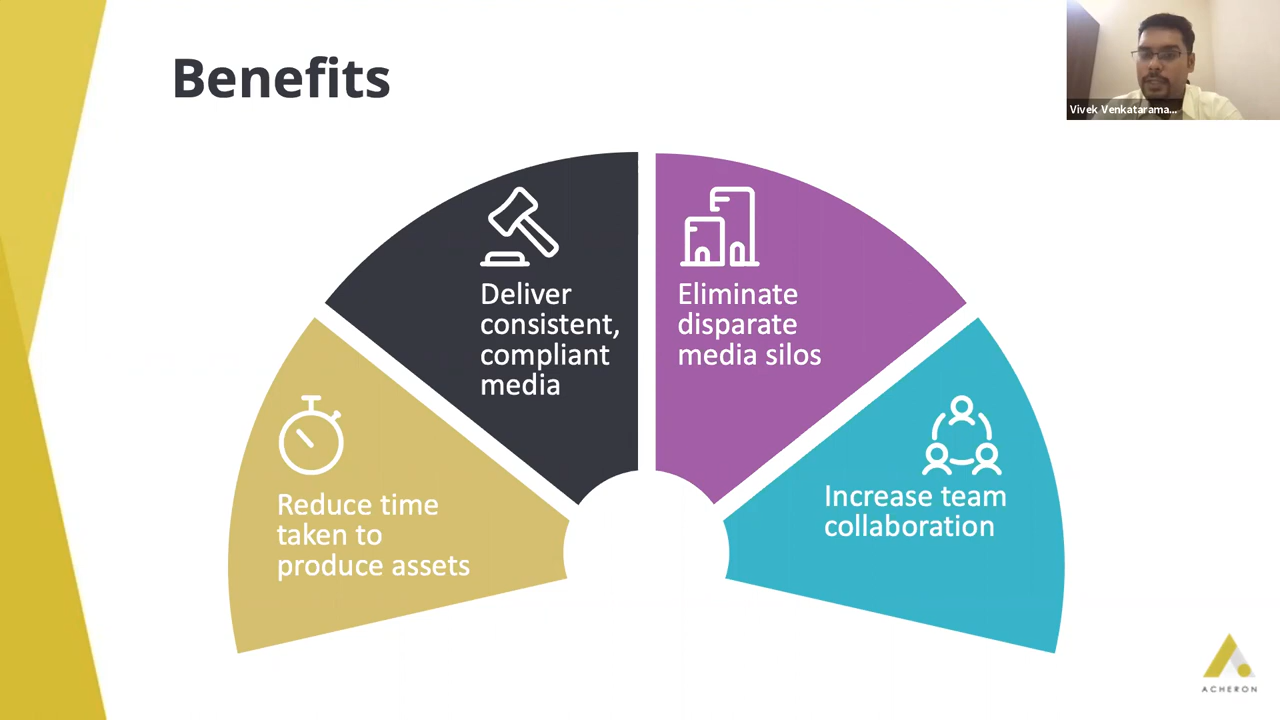 Benefits
Vivek Venkatarama...
Deliver
consistent,
compliant
media
Eliminate
disparate
media silos
Reduce time
taken to
produce assets
Increase team
collaboration
ACHERON